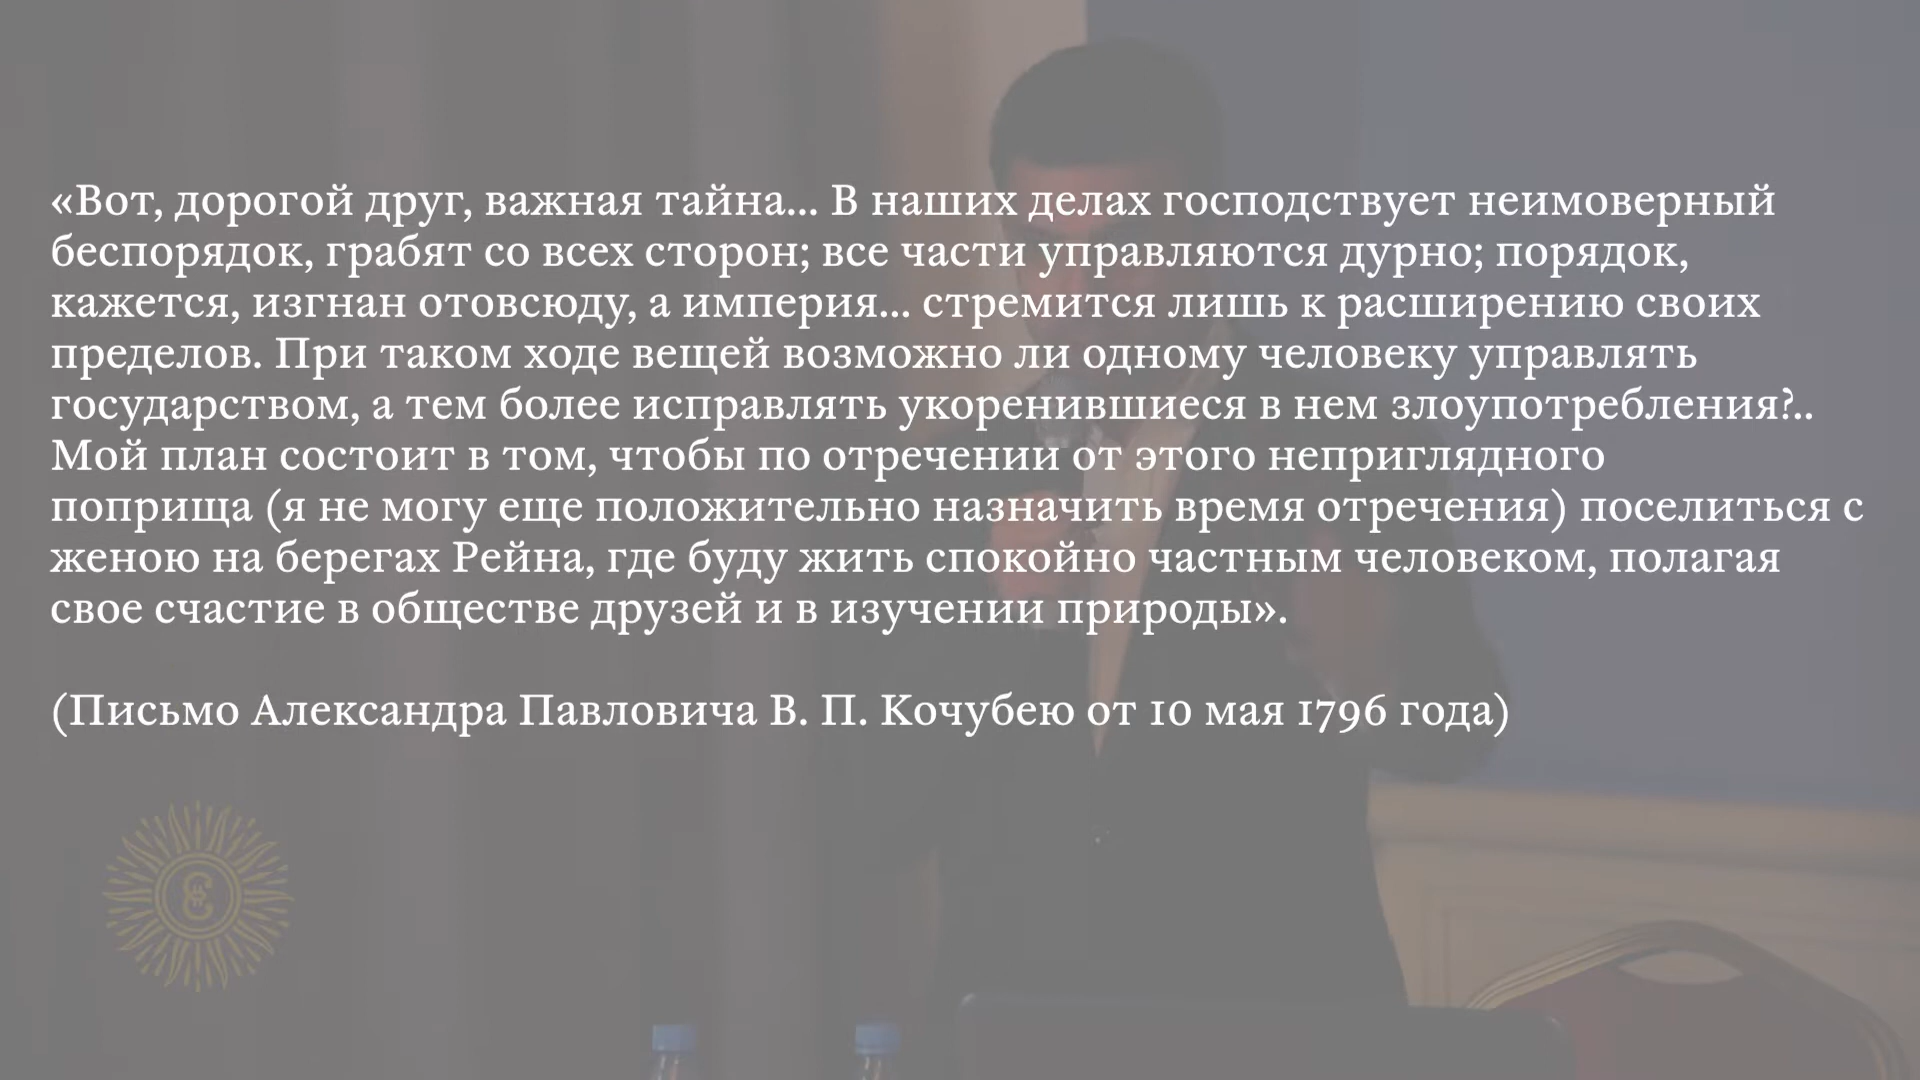 «Вот, дорогой друг, важная тайна... В наших делах господствует неимоверный
беспорядок, грабят со всех сторон; все части управляются дурно; порядок,
кажется, изгнан отовсюду, а империя... стремится лишь к расширению своих
пределов. При таком ходе вещей возможно ли одному человеку управлять
государством, а тем более исправлять укоренившиеся в нем злоупотребления?..
Мой план состоит в том, чтобы по отречении от этого неприглядного
поприща (я не могу еще положительно назначить время отречения) поселиться с
женою на берегах Рейна, где буду жить спокойно частным человеком, полагая
свое счастие в обществе друзей и в изучении природы».
(Письмо Александра Павловича В. П. Кочубею от 10 мая 1796 года)